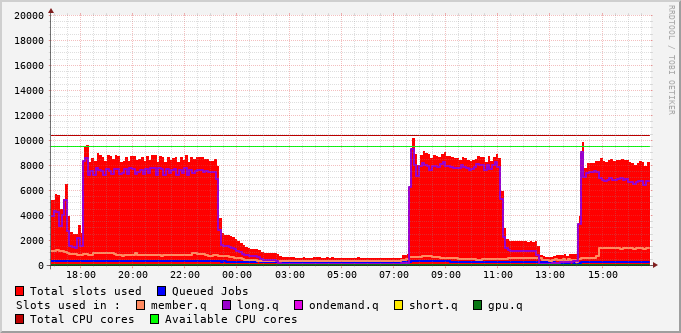 20000
18000
16000
14000
12000
10000
8000
6000
4000
2000
0
18:00 20:00 22:00 00:00 03:00 05:00 07:00 09:00 11:00 13:00 15:00
RRDTOOL / TOBI OETIKER
Total slots used Queued Jobs
Slots used in : member.q long.q ondemand.q short.q gpu.q
Total CPU cores Available CPU cores